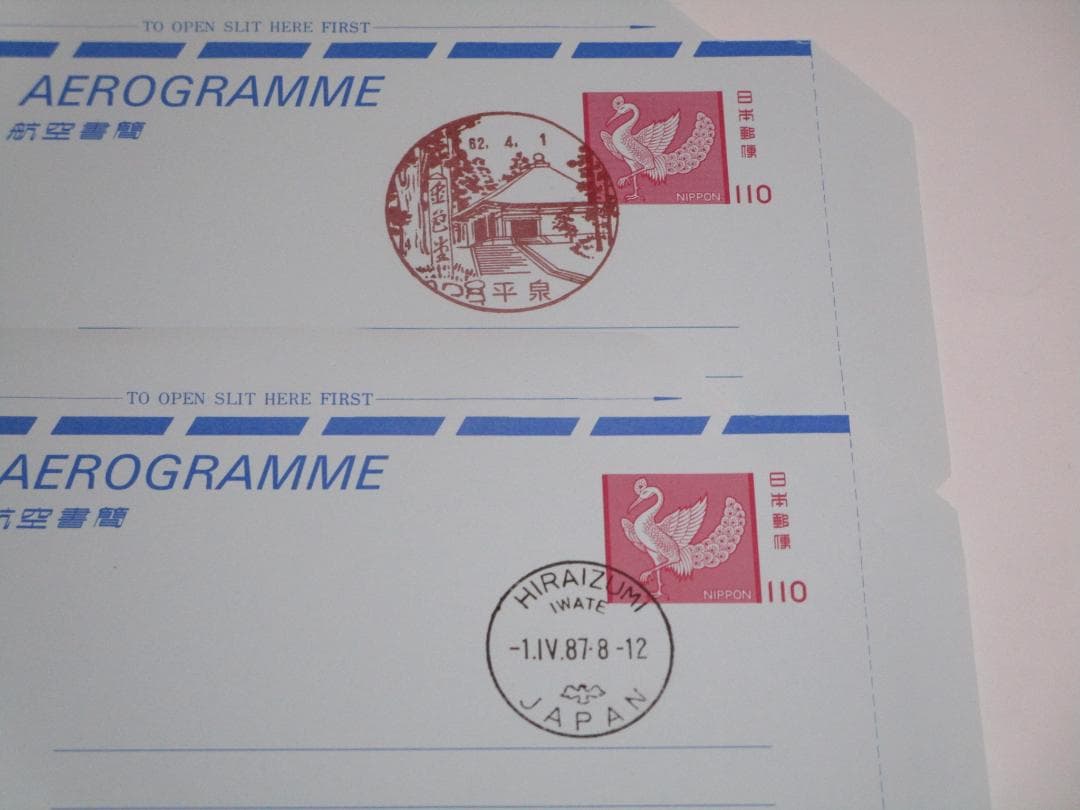 TO OPEN SLIT HERE FIRST
AEROGRAMME
航空書簡
62. 4. 1
金色堂
平泉
日本郵便
NIPPON
110
TO OPEN SLIT HERE FIRST
AEROGRAMME
航空書簡
日本郵便
NIPPON
110
HIRAIZUMI
IWATE
-1.IV.87-8-12
JAPAN